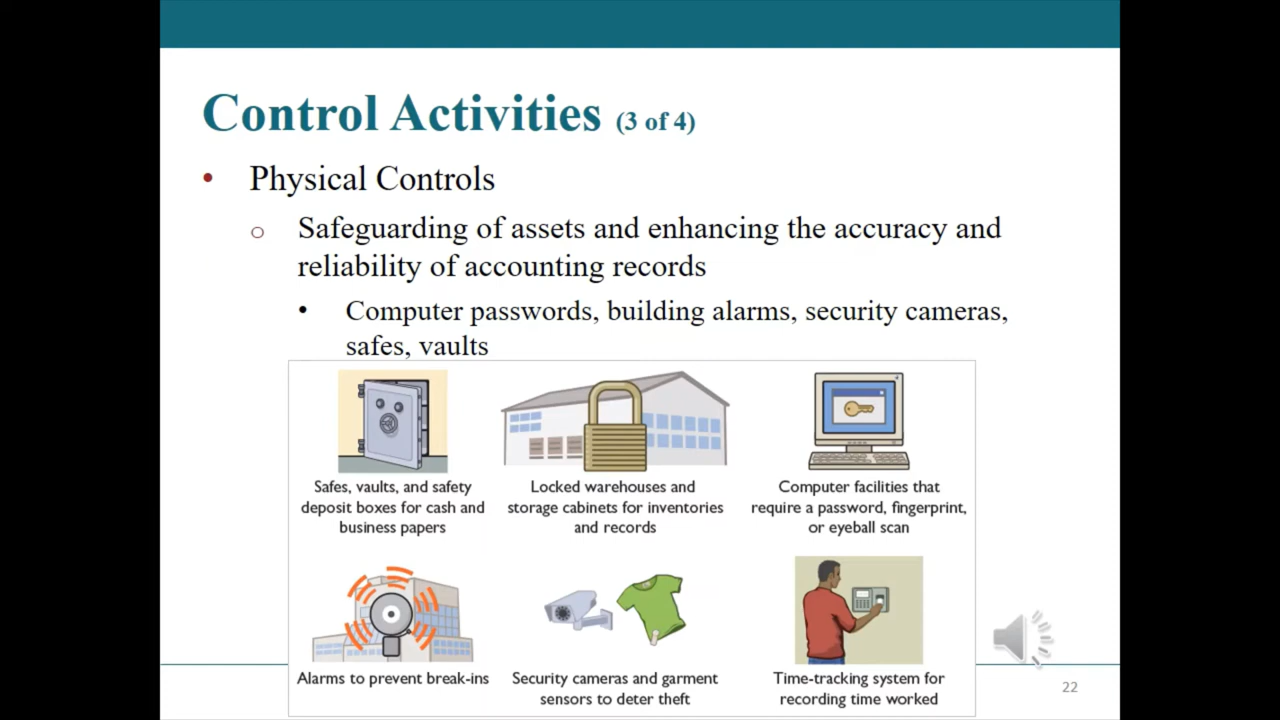 Control Activities (3 of 4)
• Physical Controls
o Safeguarding of assets and enhancing the accuracy and
reliability of accounting records
• Computer passwords, building alarms, security cameras,
safes, vaults
Safes, vaults, and safety
deposit boxes for cash and
business papers
Locked warehouses and
storage cabinets for inventories
and records
Computer facilities that
require a password, fingerprint,
or eyeball scan
Alarms to prevent break-ins
Security cameras and garment
sensors to deter theft
Time-tracking system for
recording time worked
22